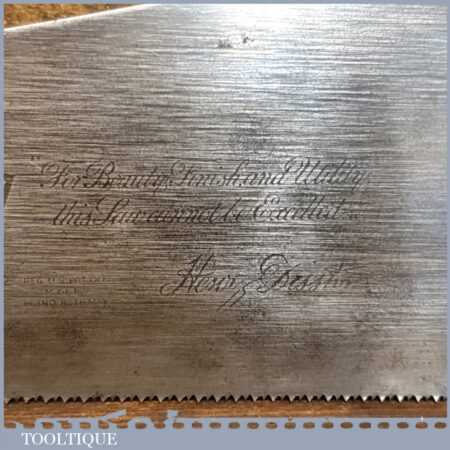 "For Beauty, Finish, and Utility,
this Saw cannot be Excelled."
Henry Disston
TOOLTIQUE